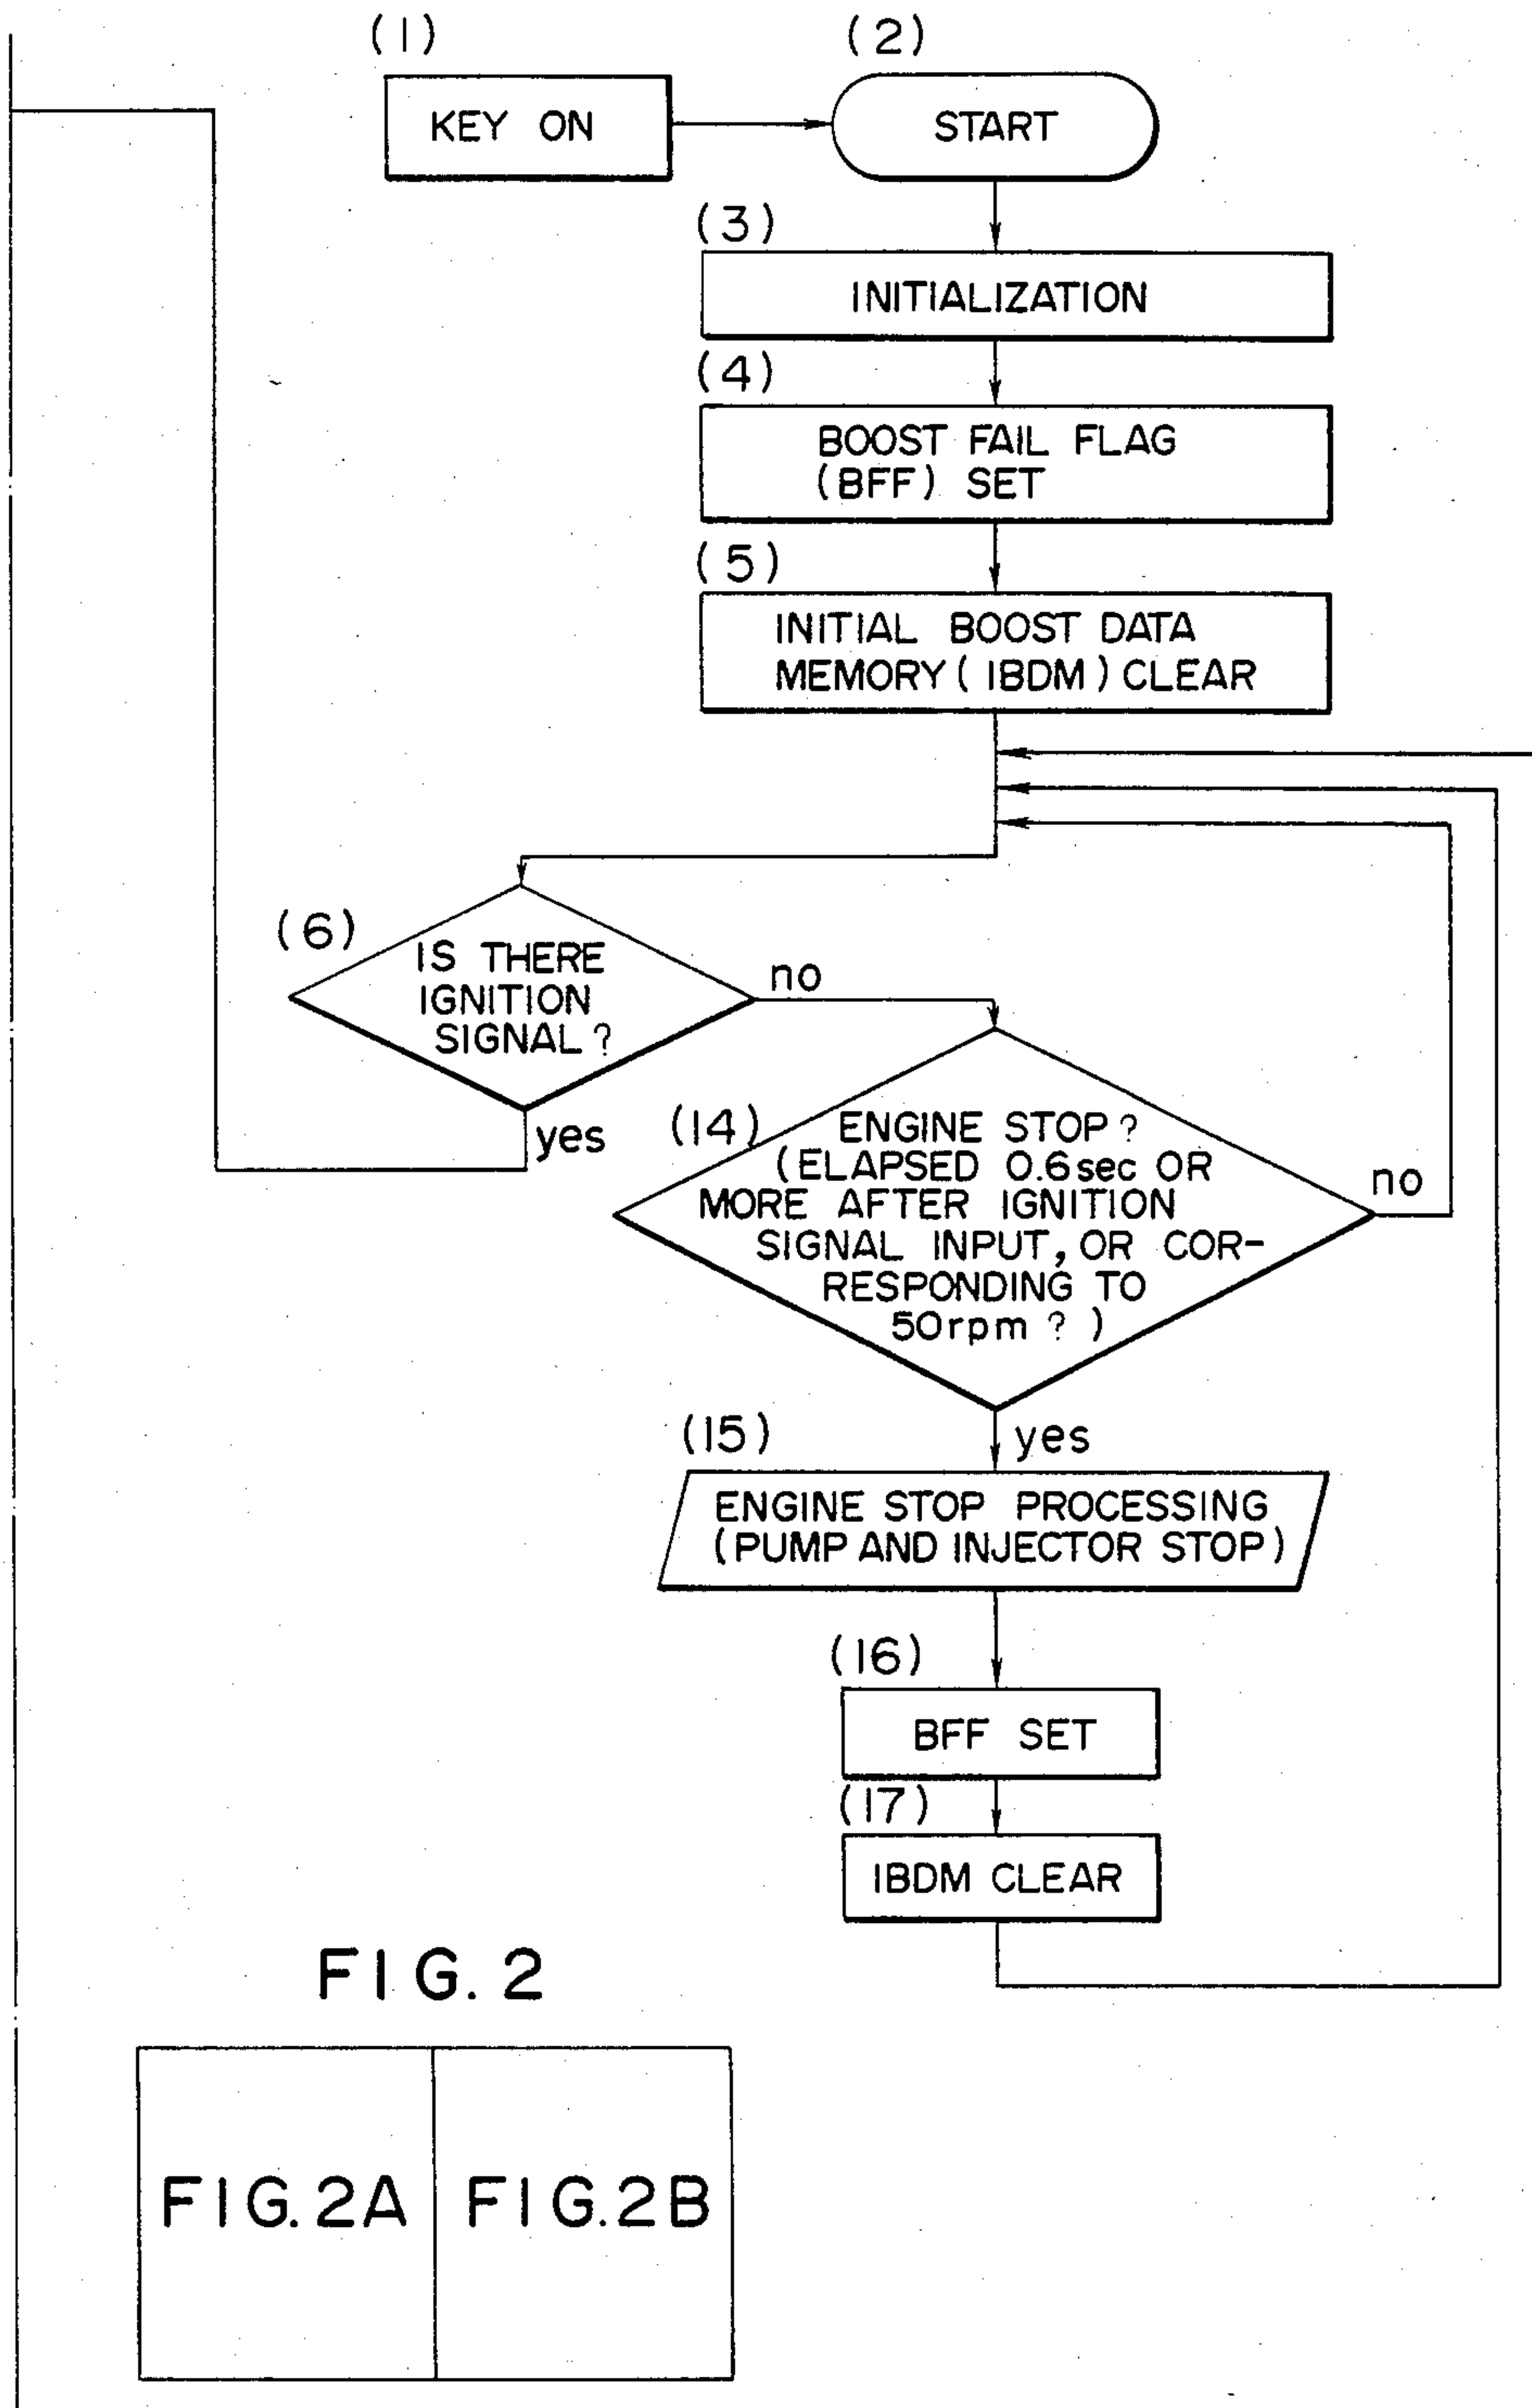 (1)
(2)
KEY ON
START
(3)
INITIALIZATION
(4)
BOOST FAIL FLAG
(BFF) SET
(5)
INITIAL BOOST DATA
MEMORY (IBDM) CLEAR
(6)
IS THERE
IGNITION
SIGNAL?
no
yes
(14)
ENGINE STOP?
(ELAPSED 0.6sec OR
MORE AFTER IGNITION
SIGNAL INPUT, OR COR-
RESPONDING TO
50rpm ? )
no
yes
(15)
ENGINE STOP PROCESSING
(PUMP AND INJECTOR STOP)
(16)
BFF SET
(17)
IBDM CLEAR
FIG. 2
FIG. 2A
FIG. 2B